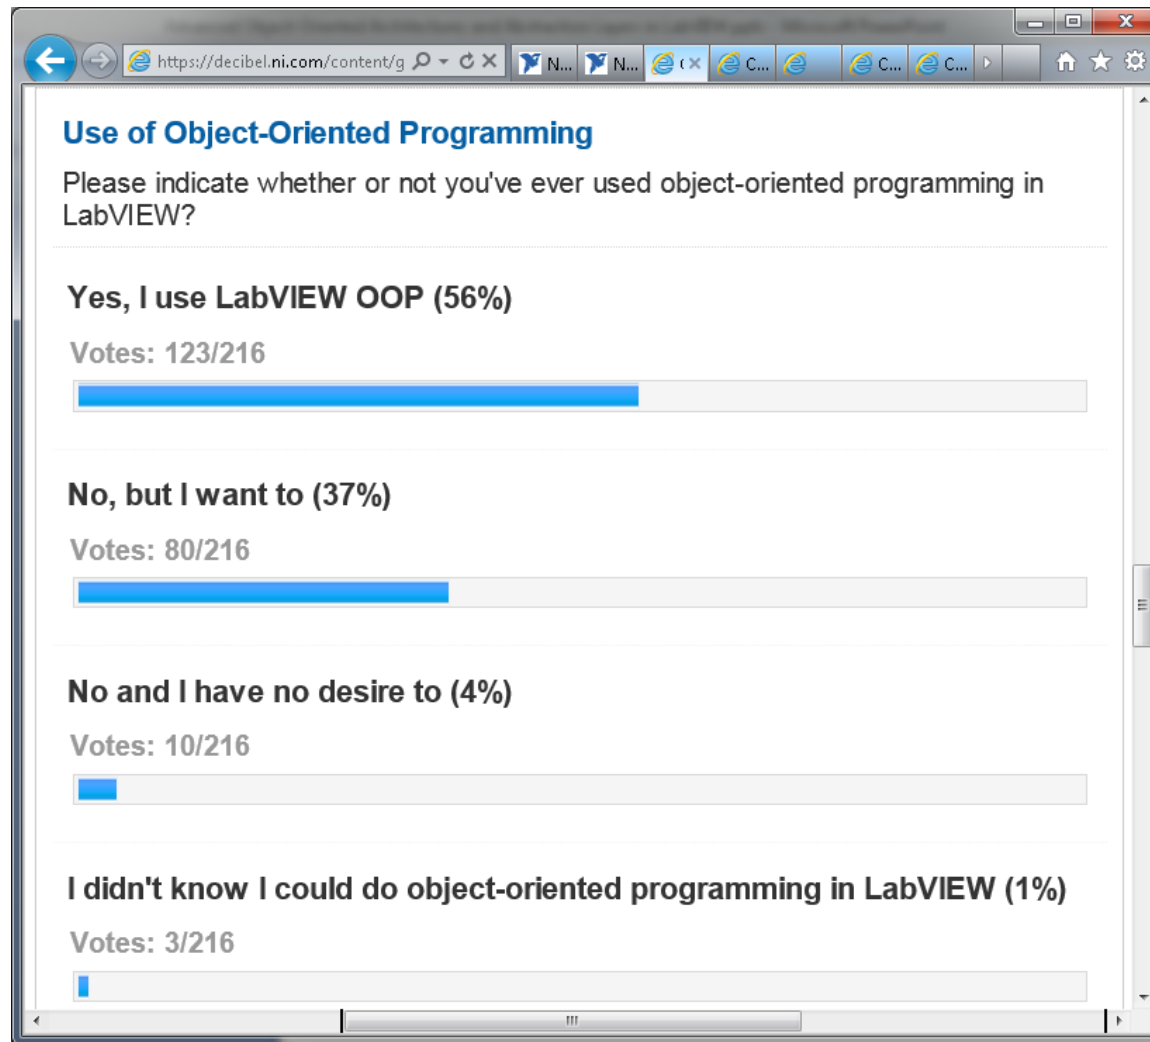 https://decibel.ni.com/content/g
N...
N...
C...
C...
C...
Use of Object-Oriented Programming
Please indicate whether or not you've ever used object-oriented programming in
LabVIEW?
Yes, I use LabVIEW OOP (56%)
Votes: 123/216
No, but I want to (37%)
Votes: 80/216
No and I have no desire to (4%)
Votes: 10/216
I didn't know I could do object-oriented programming in LabVIEW (1%)
Votes: 3/216